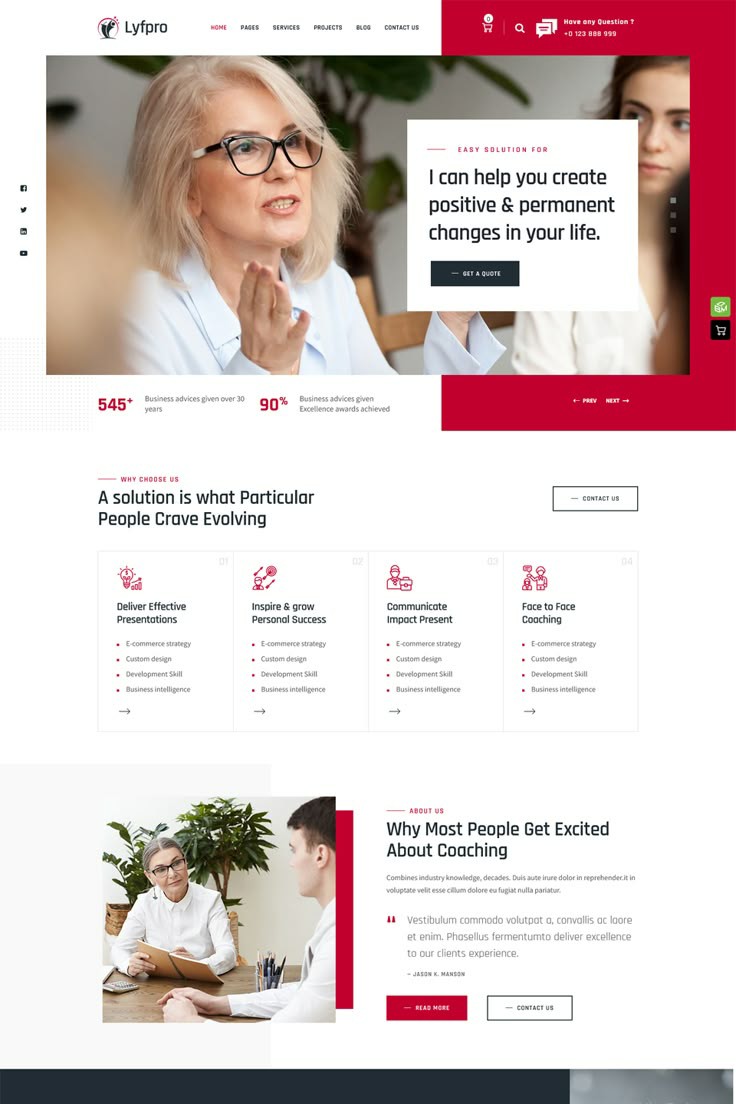 Lyfpro
HOME PAGES SERVICES PROJECTS BLOG CONTACT US
0
Have any Question ?
+0 123 888 999
EASY SOLUTION FOR
I can help you create
positive & permanent
changes in your life.
GET A QUOTE
545+
Business advices given over 30
years
90%
Business advices given
Excellence awards achieved
PREV NEXT
WHY CHOOSE US
A solution is what Particular
People Crave Evolving
CONTACT US
01
Deliver Effective
Presentations
E-commerce strategy
Custom design
Development Skill
Business intelligence
02
Inspire & grow
Personal Success
E-commerce strategy
Custom design
Development Skill
Business intelligence
03
Communicate
Impact Present
E-commerce strategy
Custom design
Development Skill
Business intelligence
04
Face to Face
Coaching
E-commerce strategy
Custom design
Development Skill
Business intelligence
ABOUT US
Why Most People Get Excited
About Coaching
Combines industry knowledge, decades. Duis aute irure dolor in reprehender.it in
voluptate velit esse cillum dolore eu fugiat nulla pariatur.
Vestibulum commodo volutpat a, convallis ac laore
et enim. Phasellus fermentumto deliver excellence
to our clients experience.
– JASON K. MANSON
READ MORE
CONTACT US